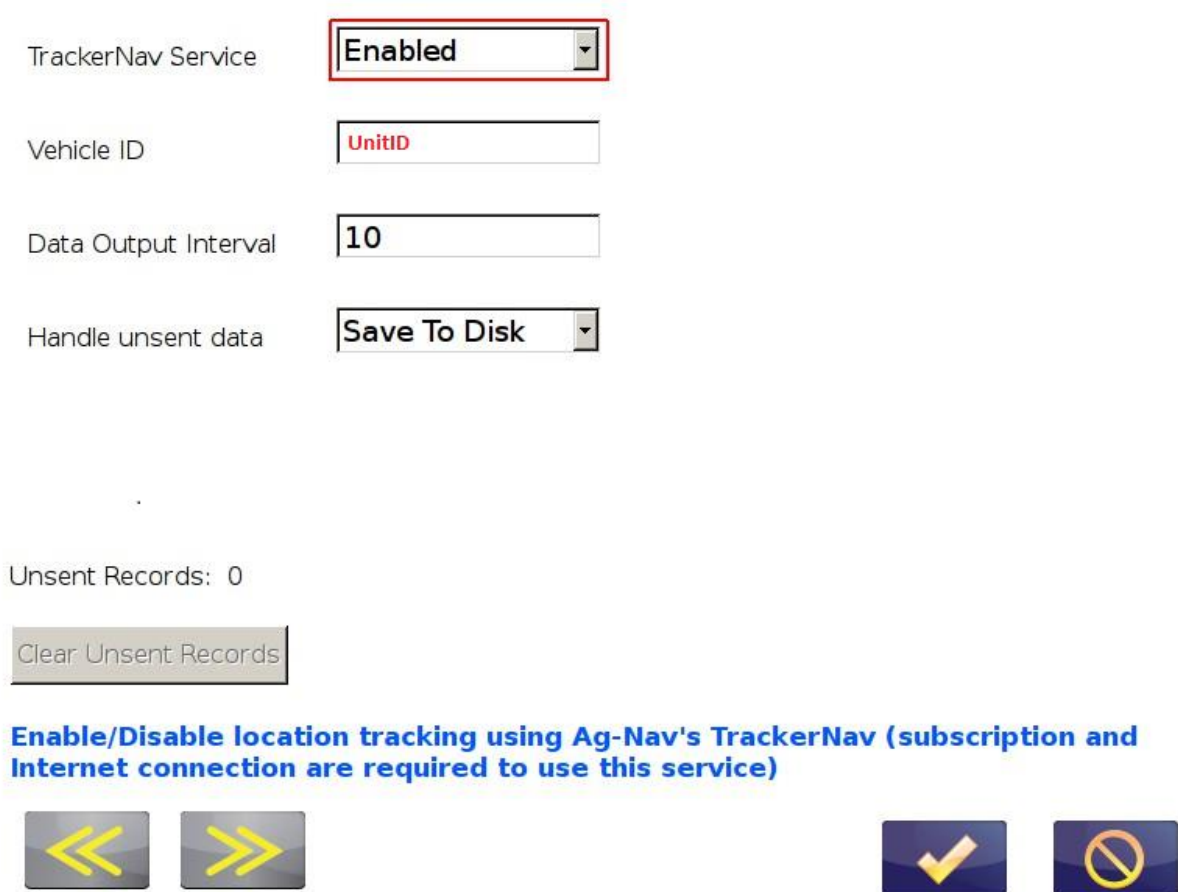 TrackerNav Service Enabled
Vehicle ID UnitID
Data Output Interval 10
Handle unsent data Save To Disk
Unsent Records: 0
Clear Unsent Records
Enable/Disable location tracking using Ag-Nav's TrackerNav (subscription and
Internet connection are required to use this service)